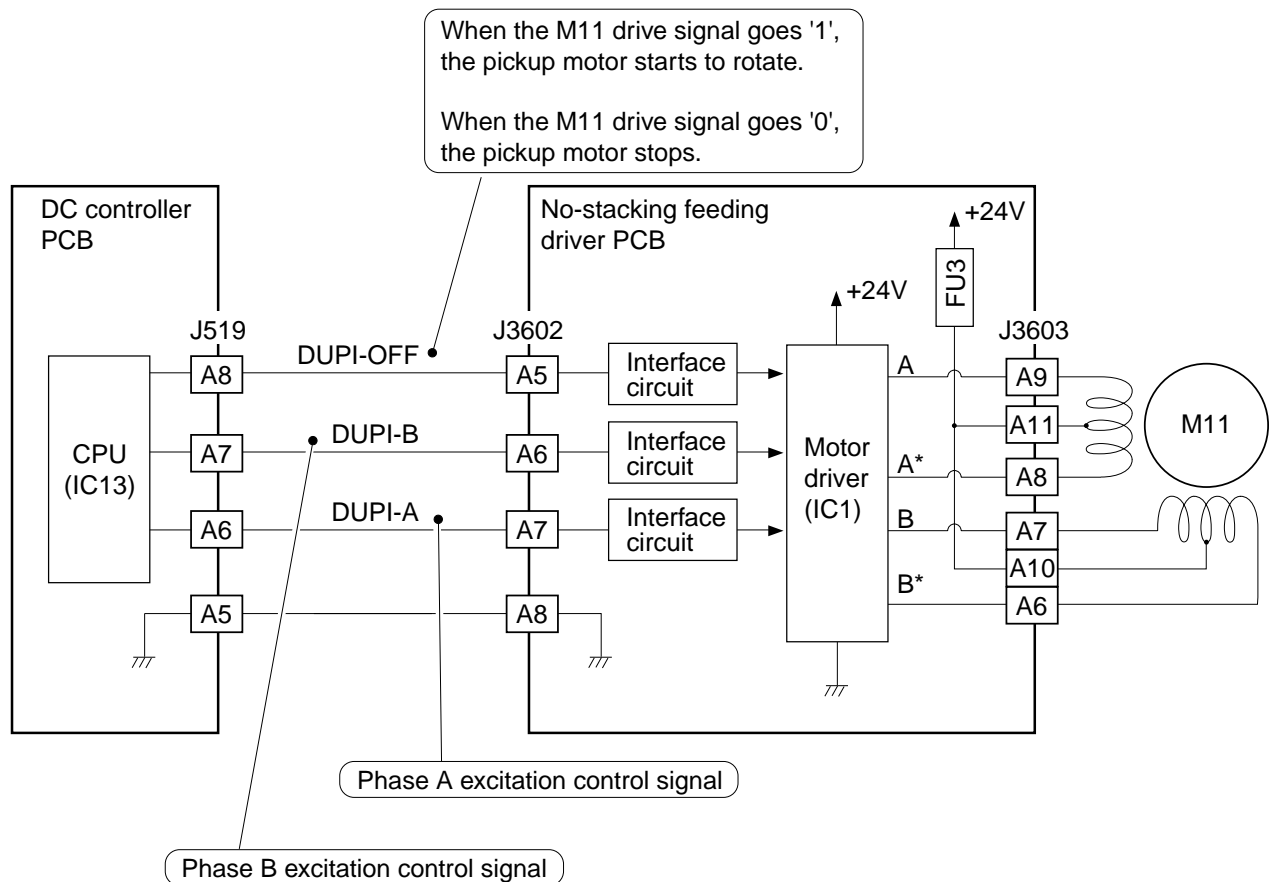 When the M11 drive signal goes '1',
the pickup motor starts to rotate.
When the M11 drive signal goes '0',
the pickup motor stops.
DC controller
PCB
No-stacking feeding
driver PCB
+24V
FU3
+24V
J519
J3602
J3603
DUPI-OFF
A8
A5
Interface
circuit
A
A9
A11
M11
CPU
(IC13)
DUPI-B
A7
A6
Interface
circuit
Motor
driver
(IC1)
A*
A8
DUPI-A
A6
A7
Interface
circuit
B
A7
A10
B*
A6
A5
A8
Phase A excitation control signal
Phase B excitation control signal